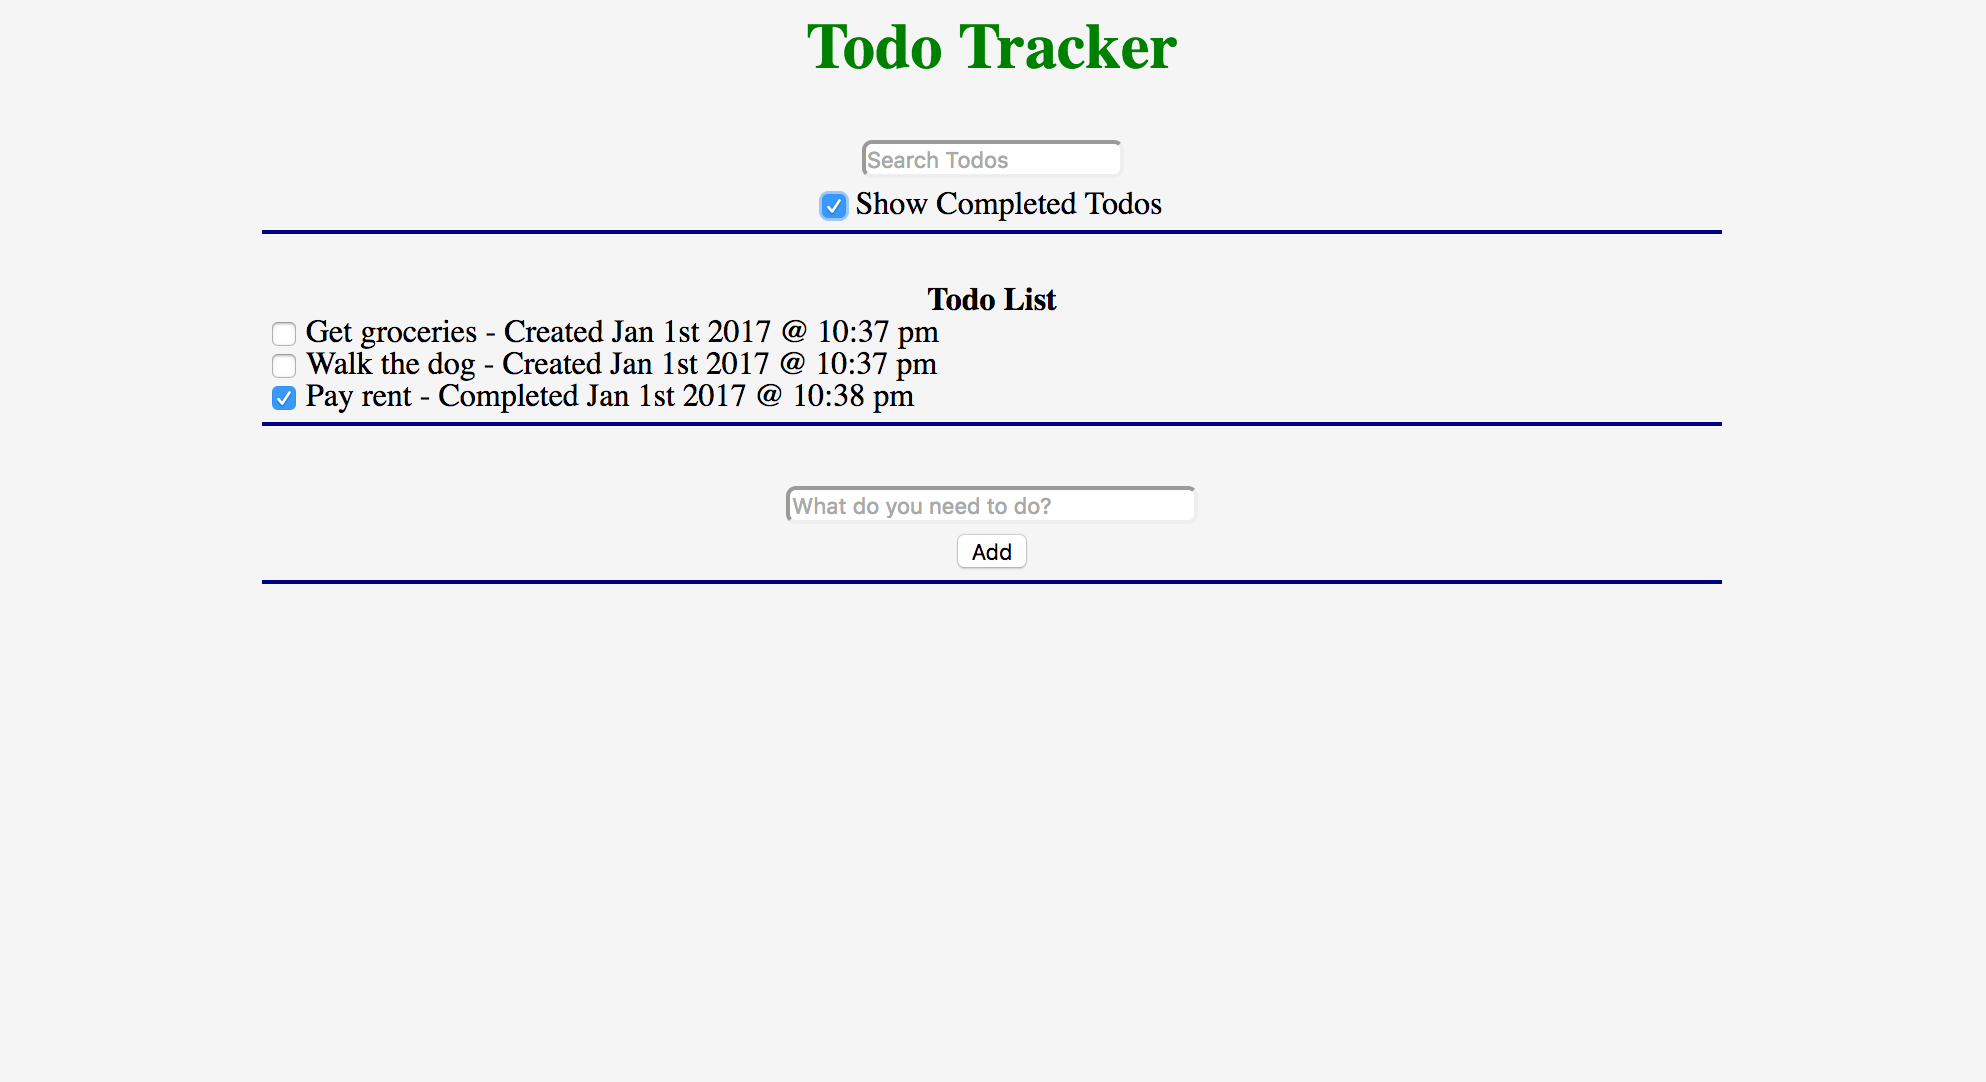 Todo Tracker
Search Todos
Show Completed Todos
Todo List
Get groceries - Created Jan 1st 2017 @ 10:37 pm
Walk the dog - Created Jan 1st 2017 @ 10:37 pm
Pay rent - Completed Jan 1st 2017 @ 10:38 pm
What do you need to do?
Add